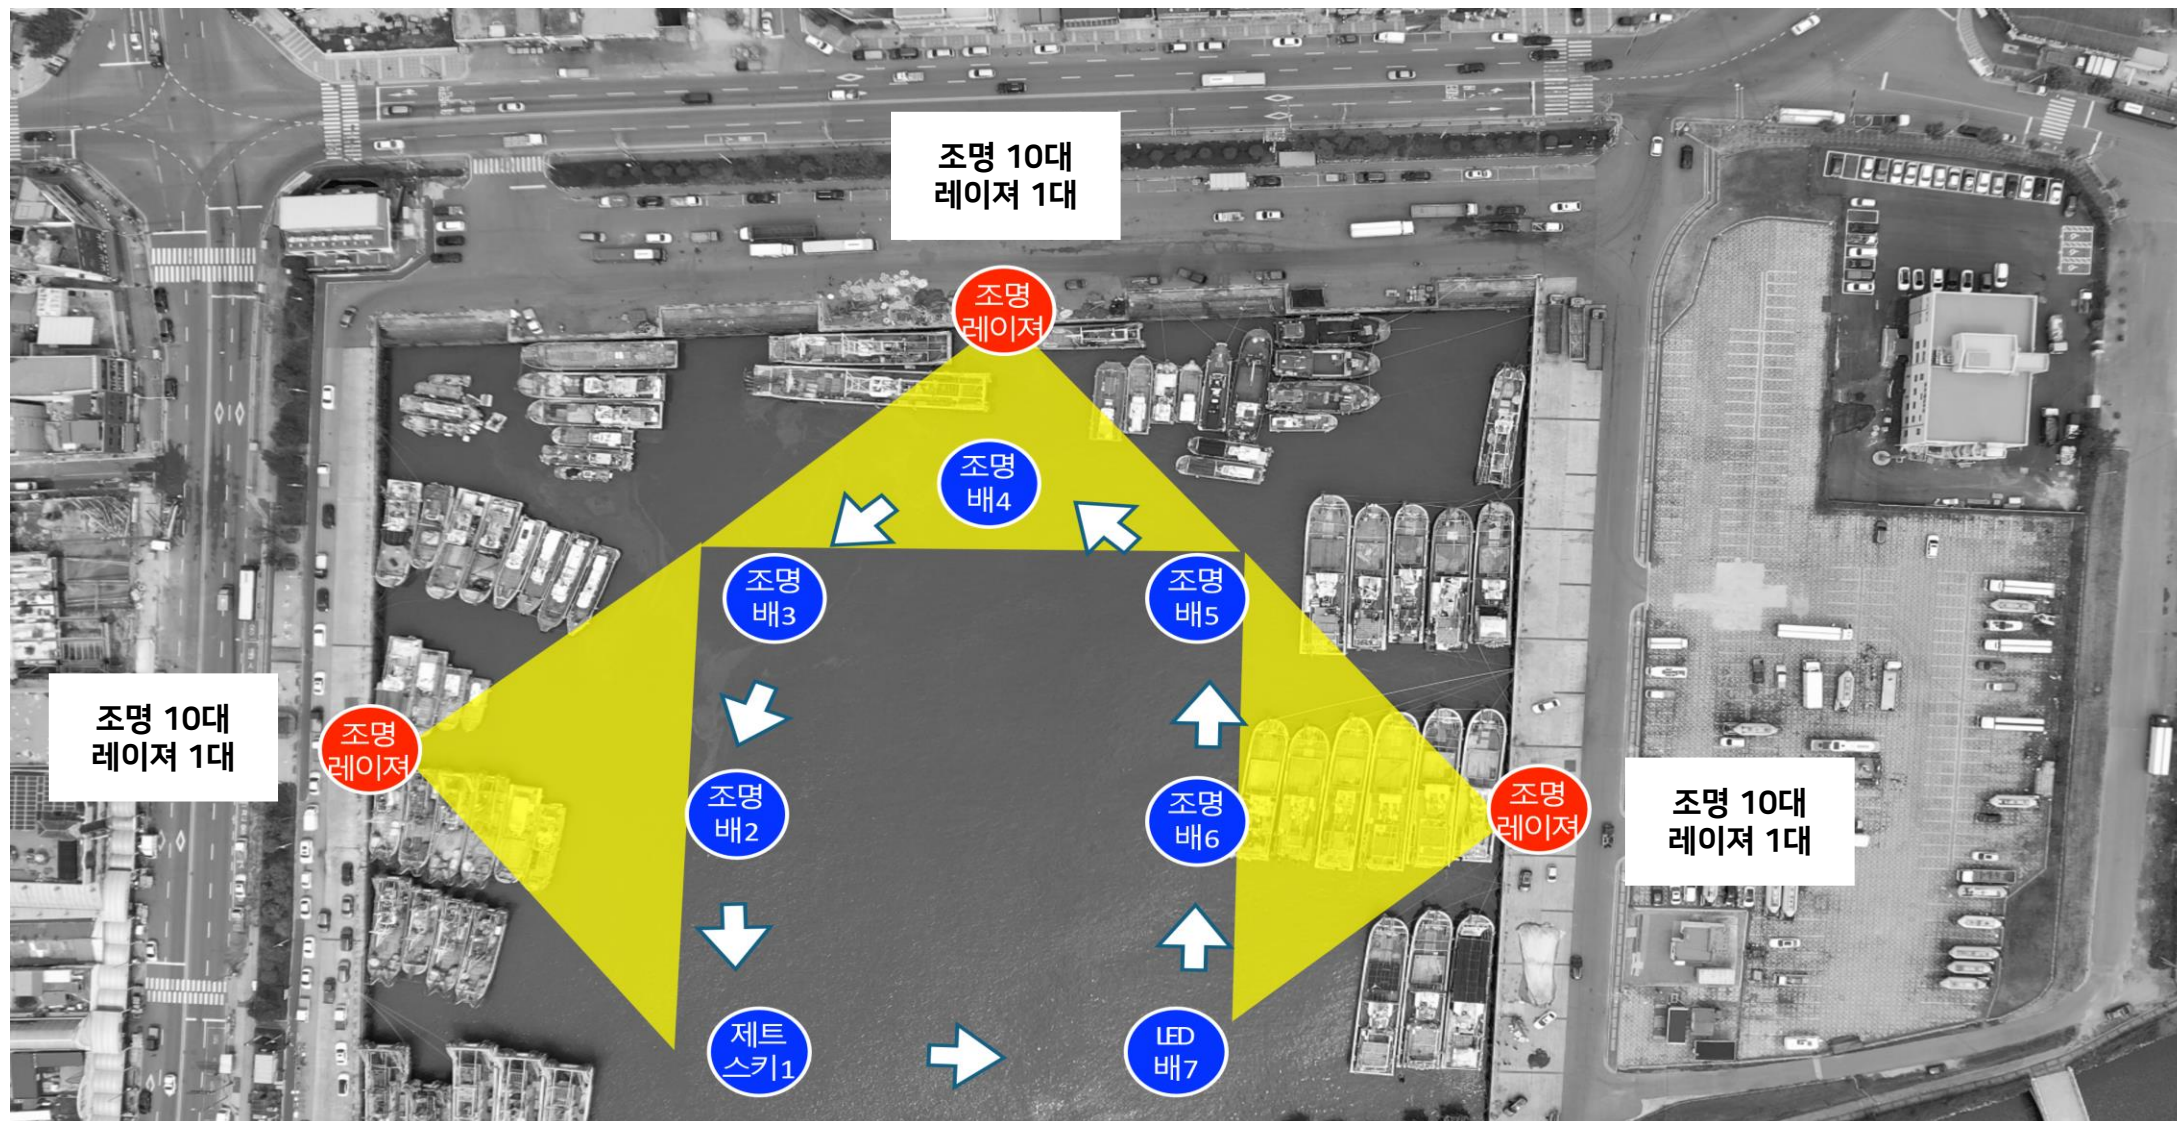 조명 10대
레이져 1대
조명
레이져
조명
배4
조명
배3
조명
배5
조명 10대
레이져 1대
조명
레이져
조명
배2
조명
배6
조명
레이져
조명 10대
레이져 1대
제트
스키1
LED
배7